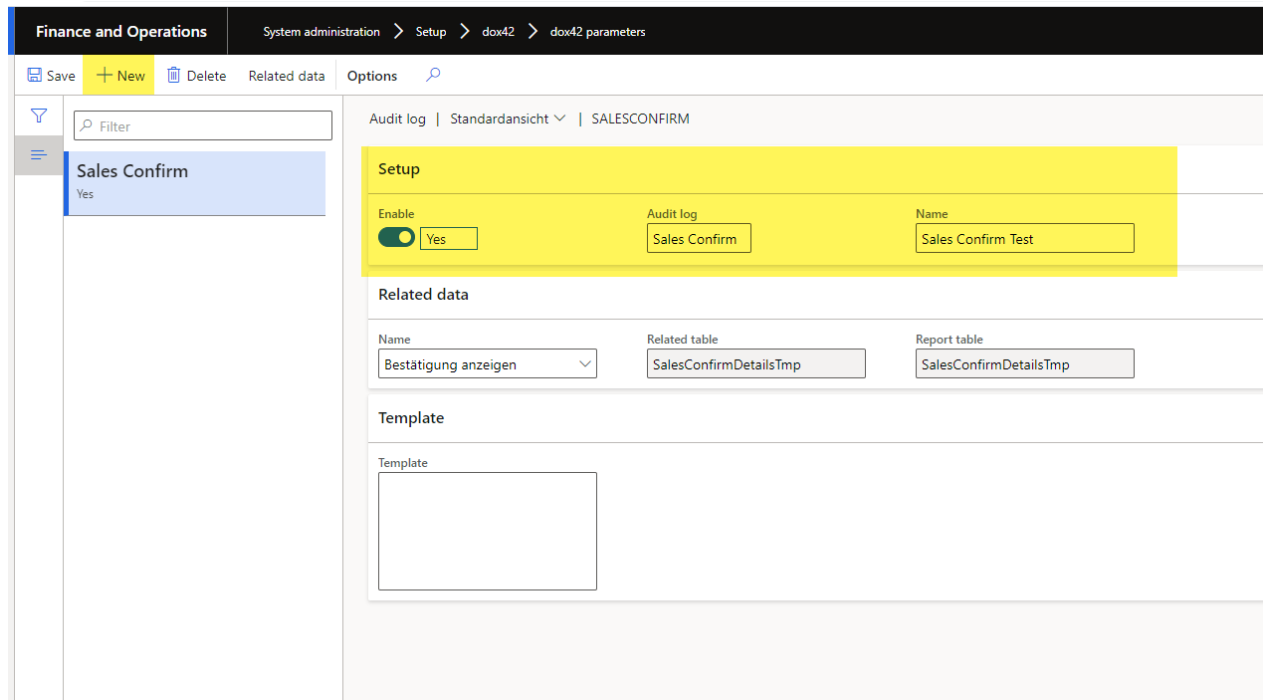 Finance and Operations System administration > Setup > dox42 > dox42 parameters
Save + New Delete Related data Options
Filter
Audit log | Standardansicht | SALESCONFIRM
Sales Confirm
Yes
Setup
Enable Audit log Name
Yes Sales Confirm Sales Confirm Test
Related data
Name Related table Report table
Bestätigung anzeigen SalesConfirmDetailsTmp SalesConfirmDetailsTmp
Template
Template